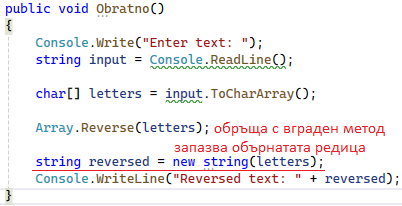 public void Obratno()
{
Console.Write("Enter text: ");
string input = Console.ReadLine();
char[] letters = input.ToCharArray();
Array.Reverse(letters); обръща с вграден метод
запазва обърнатата редица
string reversed = new string(letters);
Console.WriteLine("Reversed text: " + reversed);
}